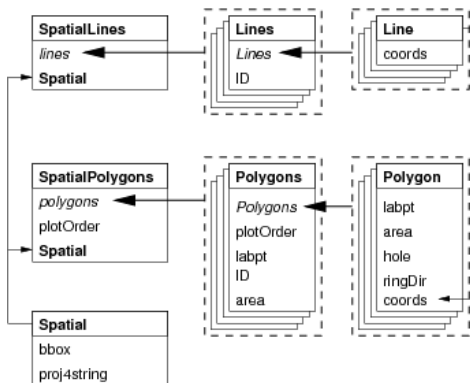 SpatialLines
lines
Spatial
Lines
Lines
ID
Line
coords
SpatialPolygons
polygons
plotOrder
Spatial
Polygons
Polygons
plotOrder
labpt
ID
area
Polygon
labpt
area
hole
ringDir
coords
Spatial
bbox
proj4string